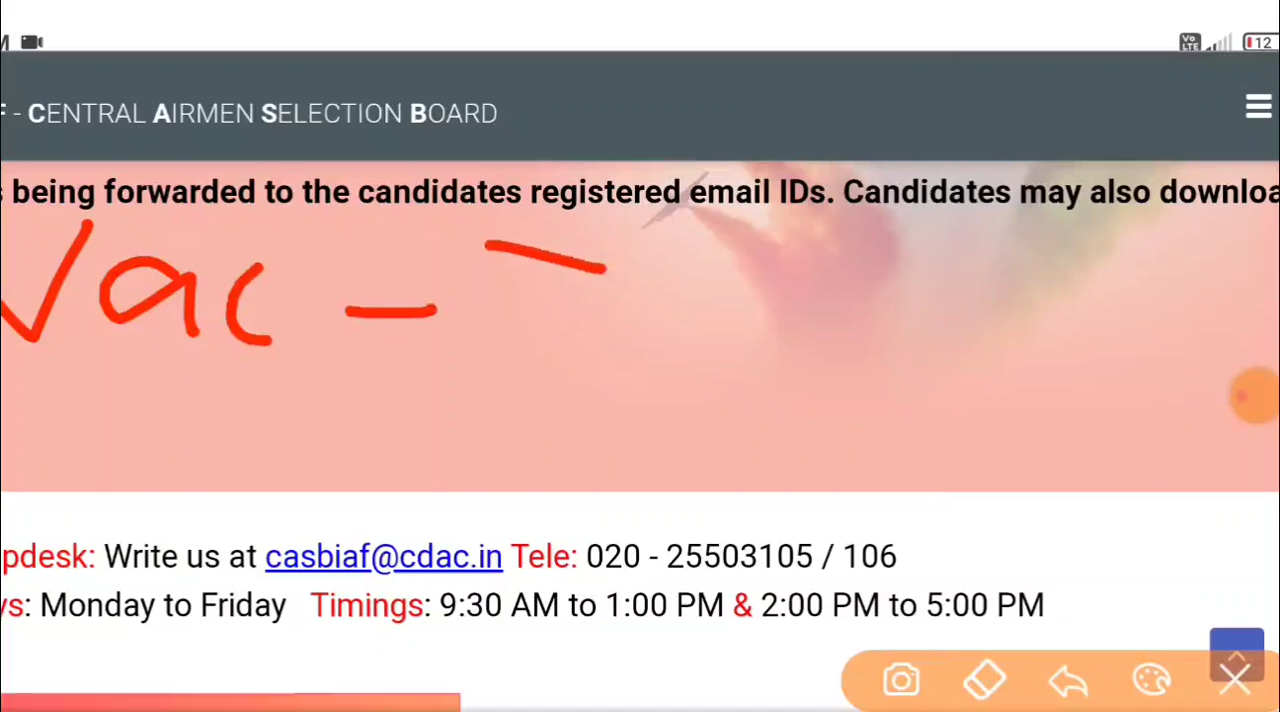 - CENTRAL AIRMEN SELECTION BOARD
being forwarded to the candidates registered email IDs. Candidates may also downloa
Vac -
pdesk: Write us at casbiaf@cdac.in Tele: 020 - 25503105 / 106
ys: Monday to Friday Timings: 9:30 AM to 1:00 PM & 2:00 PM to 5:00 PM
12